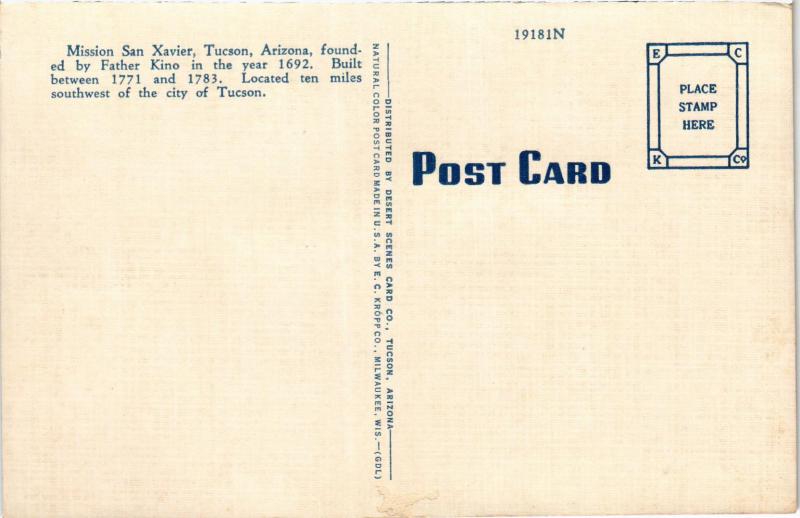 Mission San Xavier, Tucson, Arizona, found-
ed by Father Kino in the year 1692. Built
between 1771 and 1783. Located ten miles
southwest of the city of Tucson.
DISTRIBUTED BY DESERT SCENES CARD CO., TUCSON, ARIZONA
NATURAL COLOR POST CARD MADE IN U.S.A. BY E. C. KROPP CO., MILWAUKEE, WIS.—(GDL)
19181N
POST CARD
E C
PLACE
STAMP
HERE
K Co